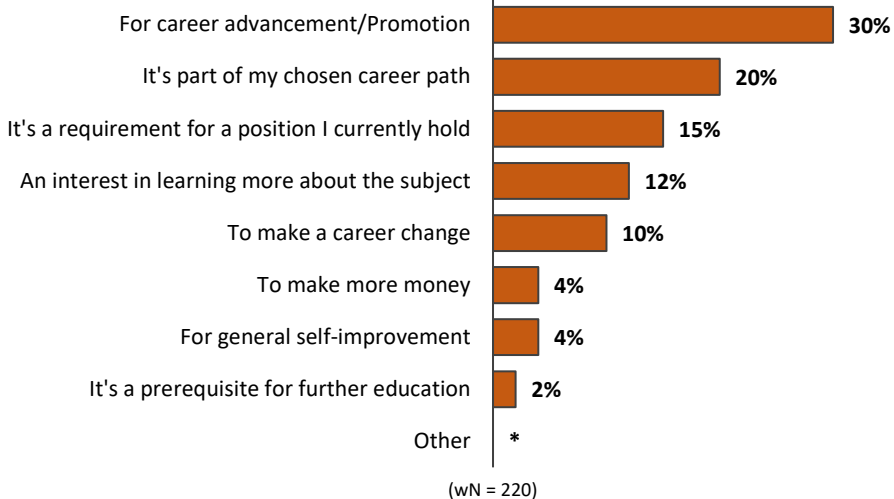 For career advancement/Promotion 30%
It's part of my chosen career path 20%
It's a requirement for a position I currently hold 15%
An interest in learning more about the subject 12%
To make a career change 10%
To make more money 4%
For general self-improvement 4%
It's a prerequisite for further education 2%
Other *
(wN = 220)